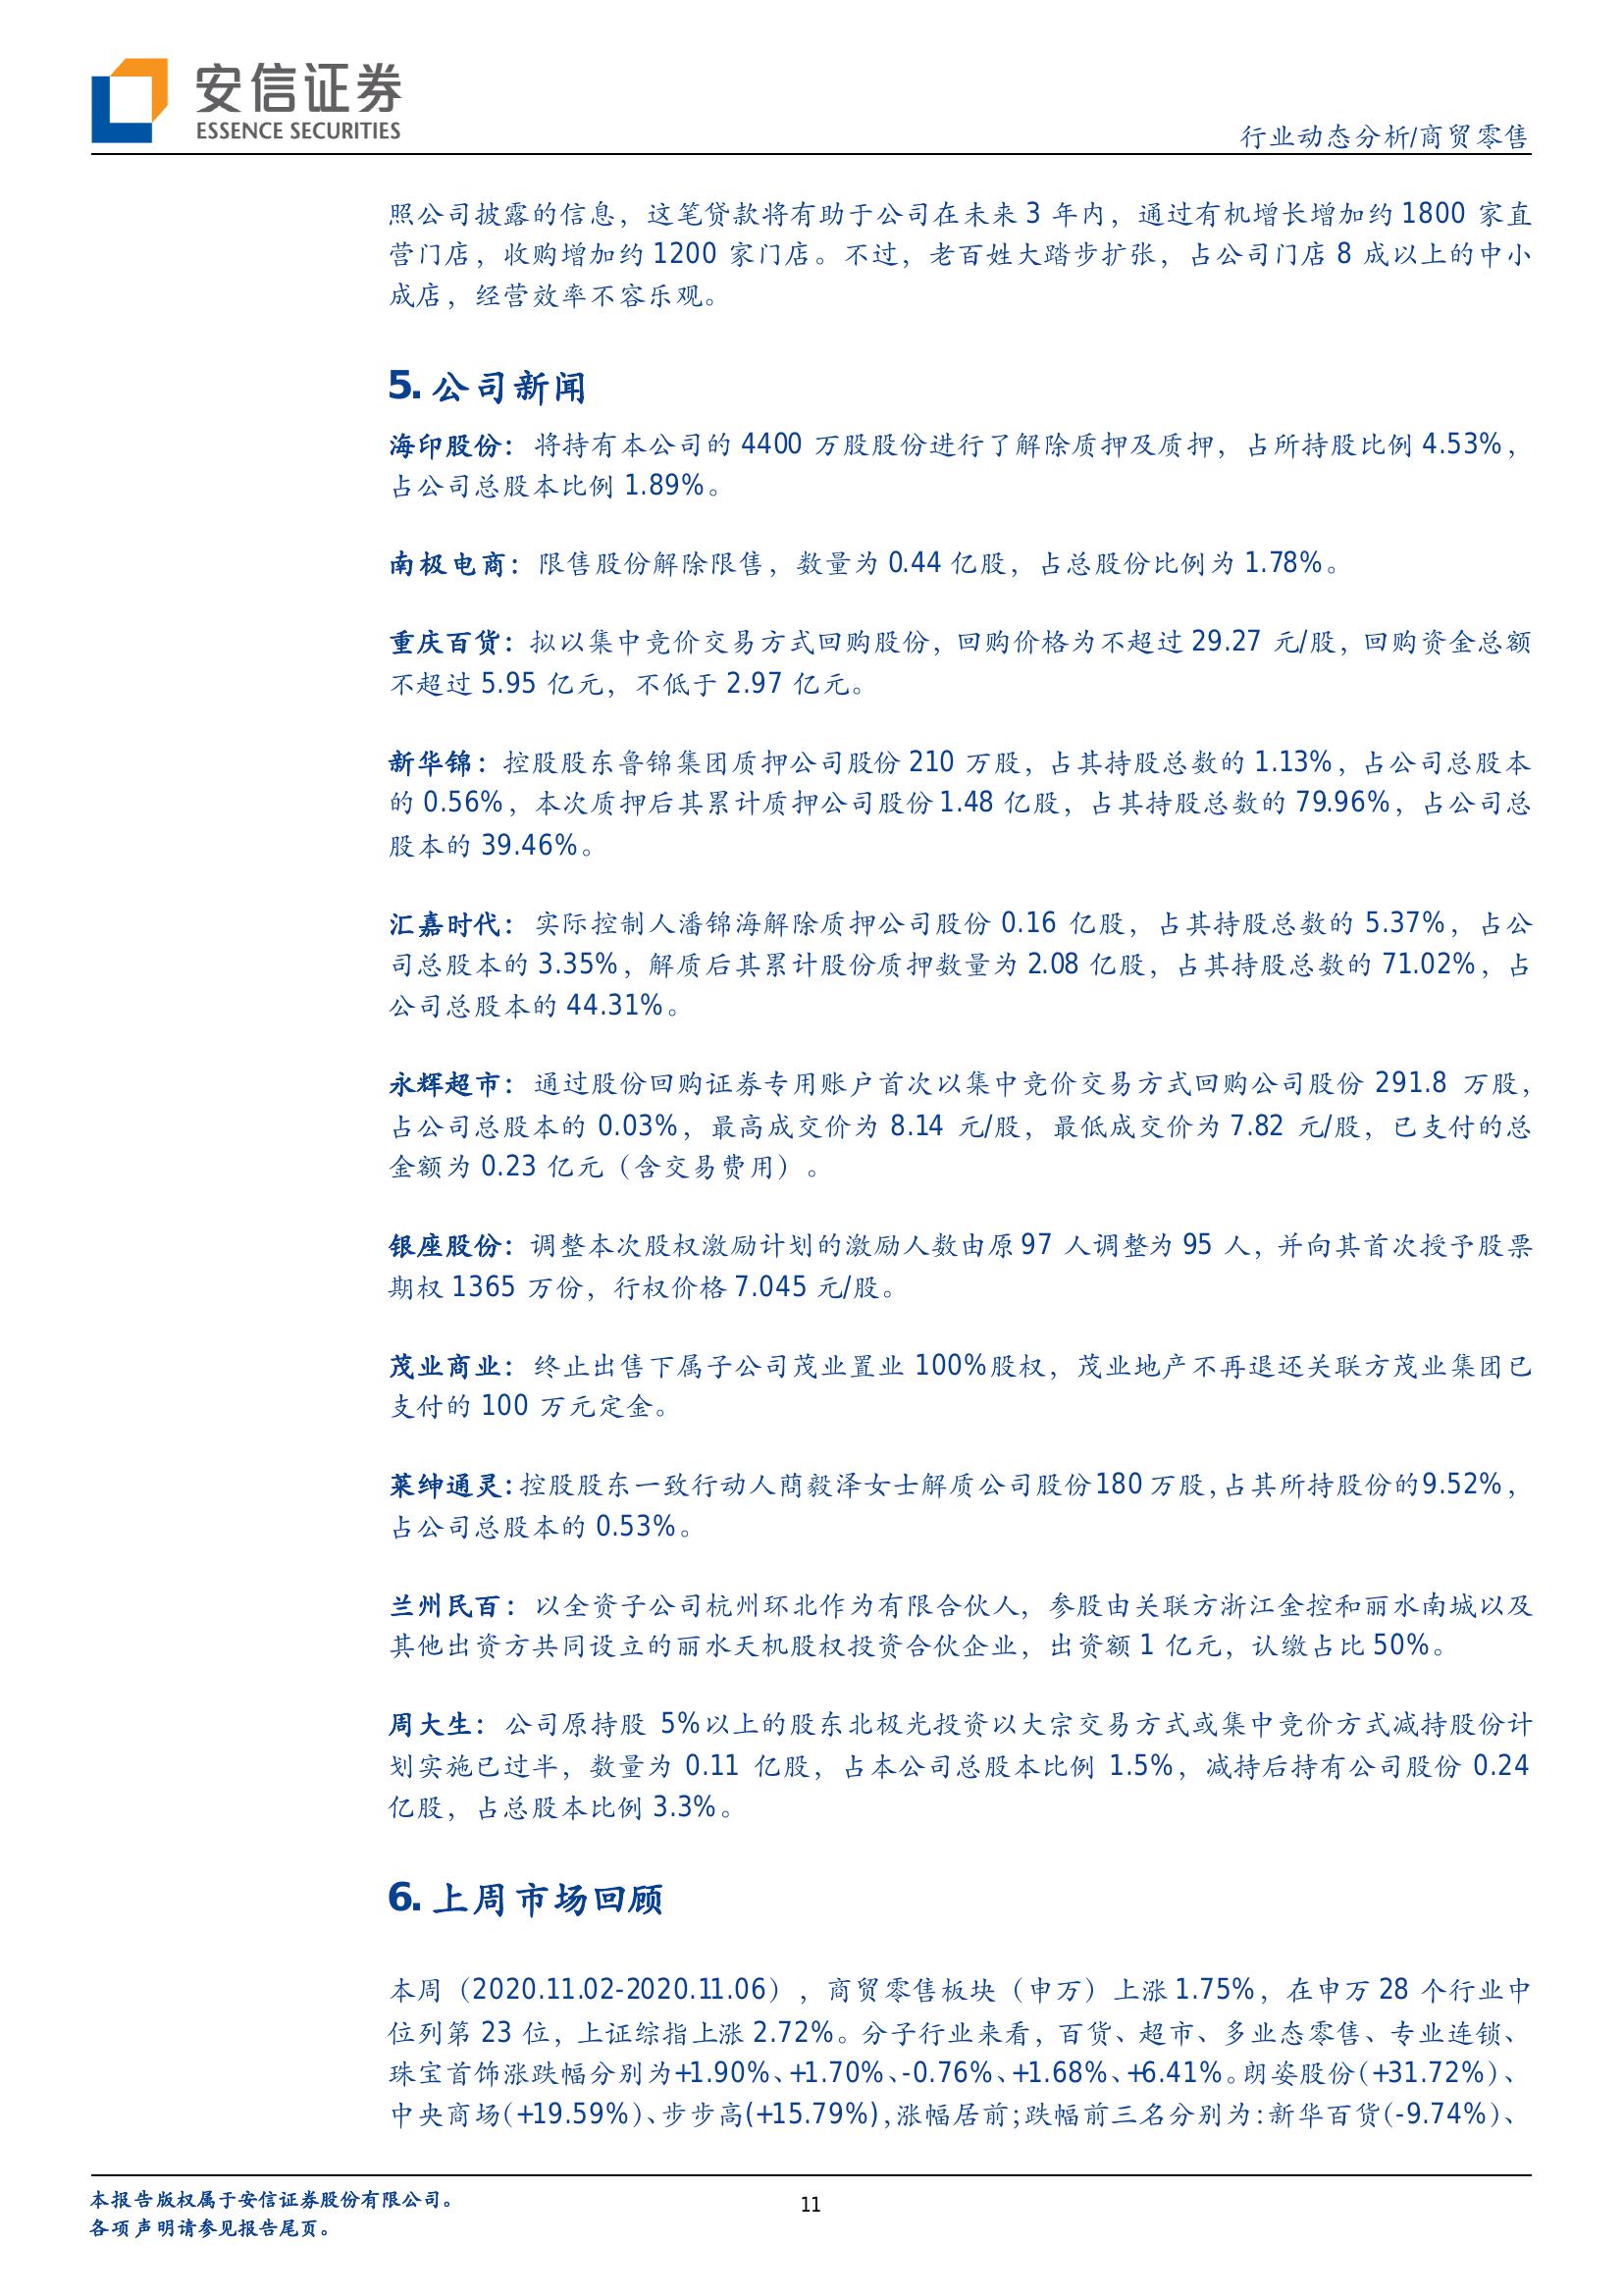 安信证券
ESSENCE SECURITIES
行业动态分析/商贸零售
照公司披露的信息，这笔贷款将有助于公司在未来 3 年内，通过有机增长增加约 1800 家直
营门店，收购增加约 1200 家门店。不过，老百姓大踏步扩张，占公司门店 8 成以上的中小
成店，经营效率不容乐观。
5. 公司新闻
海印股份：将持有本公司的 4400 万股股份进行了解除质押及质押，占所持股比例 4.53%，
占公司总股本比例 1.89%。
南极电商：限售股份解除限售，数量为 0.44 亿股，占总股份比例为 1.78%。
重庆百货：拟以集中竞价交易方式回购股份，回购价格为不超过 29.27 元/股，回购资金总额
不超过 5.95 亿元，不低于 2.97 亿元。
新华锦：控股股东鲁锦集团质押公司股份 210 万股，占其持股总数的 1.13%，占公司总股本
的 0.56%，本次质押后其累计质押公司股份 1.48 亿股，占其持股总数的 79.96%，占公司总
股本的 39.46%。
汇嘉时代：实际控制人潘锦海解除质押公司股份 0.16 亿股，占其持股总数的 5.37%，占公
司总股本的 3.35%，解质后其累计股份质押数量为 2.08 亿股，占其持股总数的 71.02%，占
公司总股本的 44.31%。
永辉超市：通过股份回购证券专用账户首次以集中竞价交易方式回购公司股份 291.8 万股，
占公司总股本的 0.03%，最高成交价为 8.14 元/股，最低成交价为 7.82 元/股，已支付的总
金额为 0.23 亿元（含交易费用）。
银座股份：调整本次股权激励计划的激励人数由原 97 人调整为 95 人，并向其首次授予股票
期权 1365 万份，行权价格 7.045 元/股。
茂业商业：终止出售下属子公司茂业置业 100%股权，茂业地产不再退还关联方茂业集团已
支付的 100 万元定金。
莱绅通灵：控股股东一致行动人蔄毅泽女士解质公司股份 180 万股，占其所持股份的 9.52%，
占公司总股本的 0.53%。
兰州民百：以全资子公司杭州环北作为有限合伙人，参股由关联方浙江金控和丽水南城以及
其他出资方共同设立的丽水天机股权投资合伙企业，出资额 1 亿元，认缴占比 50%。
周大生：公司原持股 5%以上的股东北极光投资以大宗交易方式或集中竞价方式减持股份计
划实施已过半，数量为 0.11 亿股，占本公司总股本比例 1.5%，减持后持有公司股份 0.24
亿股，占总股本比例 3.3%。
6. 上周市场回顾
本周（2020.11.02-2020.11.06），商贸零售板块（申万）上涨 1.75%，在申万 28 个行业中
位列第 23 位，上证综指上涨 2.72%。分子行业来看，百货、超市、多业态零售、专业连锁、
珠宝首饰涨跌幅分别为+1.90%、+1.70%、-0.76%、+1.68%、+6.41%。朗姿股份(+31.72%)、
中央商场(+19.59%)、步步高(+15.79%)，涨幅居前；跌幅前三名分别为：新华百货(-9.74%)、
本报告版权属于安信证券股份有限公司。
各项声明请参见报告尾页。
11